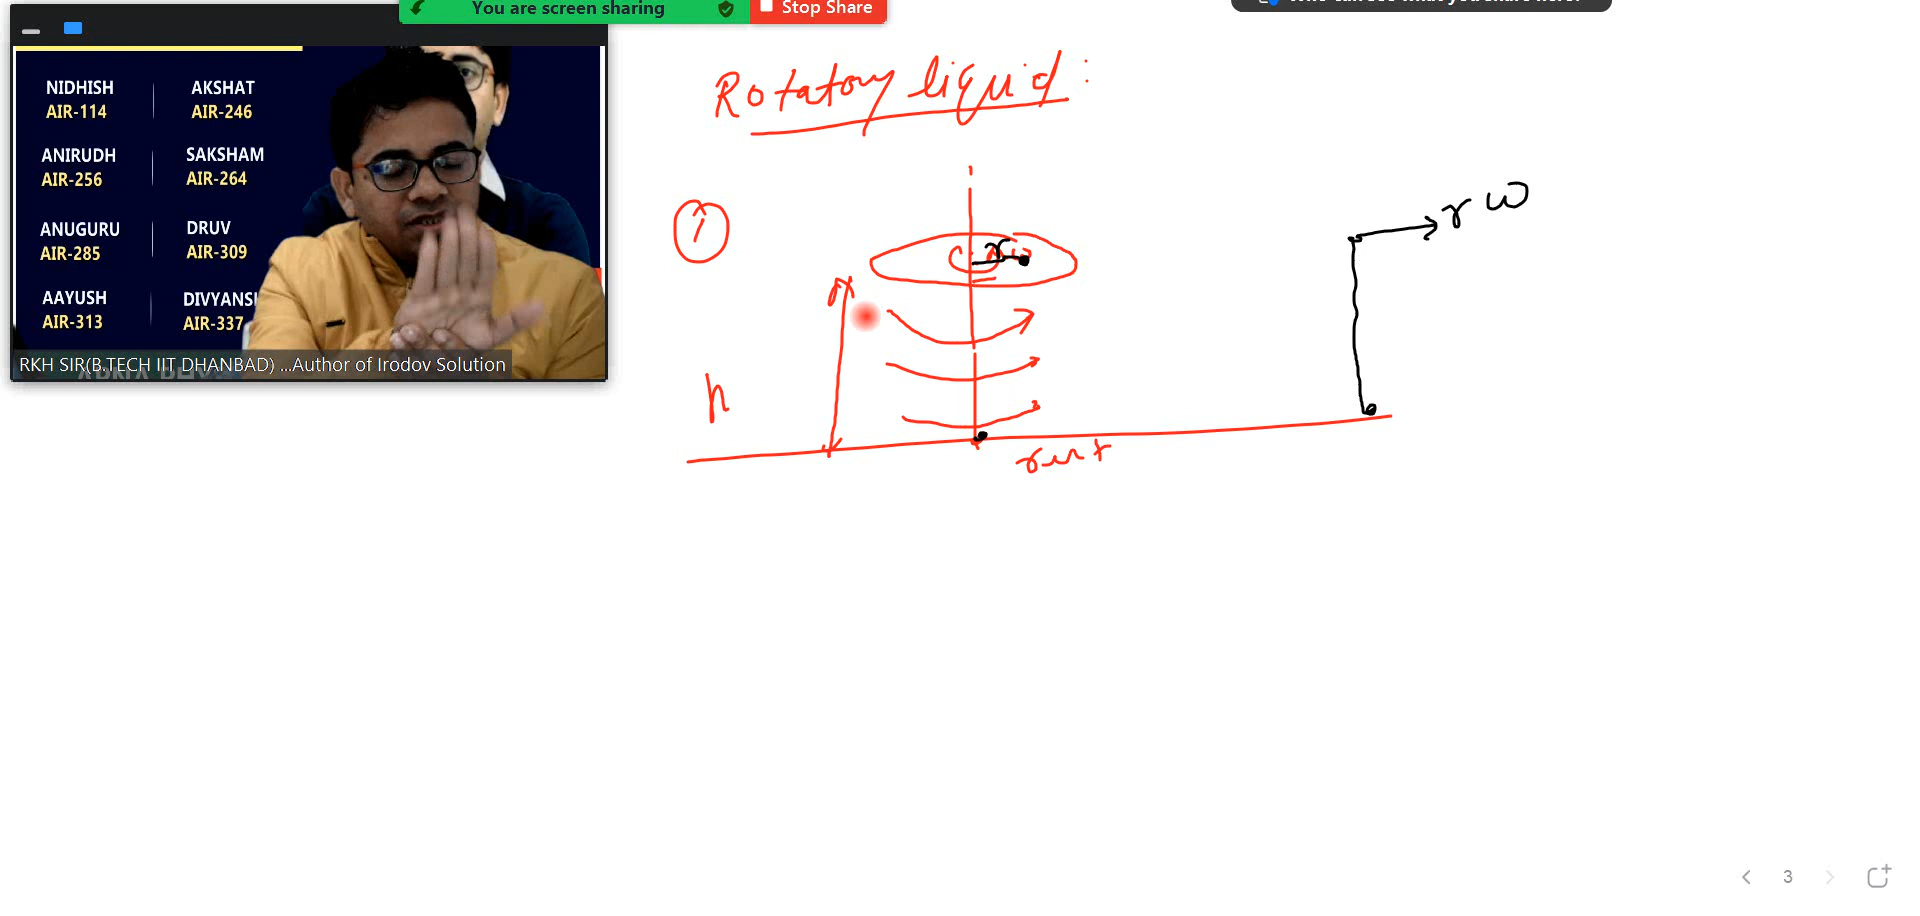 You are screen sharing
Stop Share
NIDHISH
AIR-114
AKSHAT
AIR-246
ANIRUDH
AIR-256
SAKSHAM
AIR-264
ANUGURU
AIR-285
DRUV
AIR-309
AAYUSH
AIR-313
DIVYANS
AIR-337
RKH SIR(B.TECH IIT DHANBAD) ...Author of Irodov Solution
Rotatory liquid :
1
r
r ω
h
rest
3